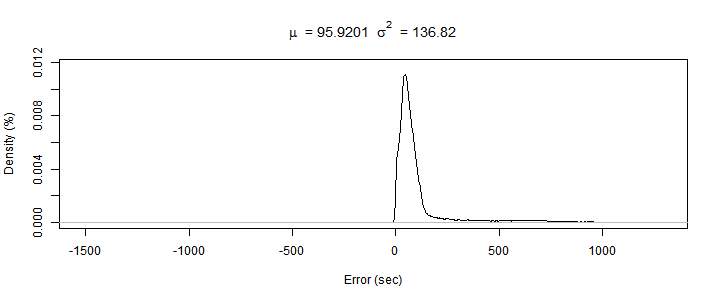 μ = 95.9201 σ² = 136.82
Density (%)
0.012
0.008
0.004
0.000
-1500 -1000 -500 0 500 1000
Error (sec)